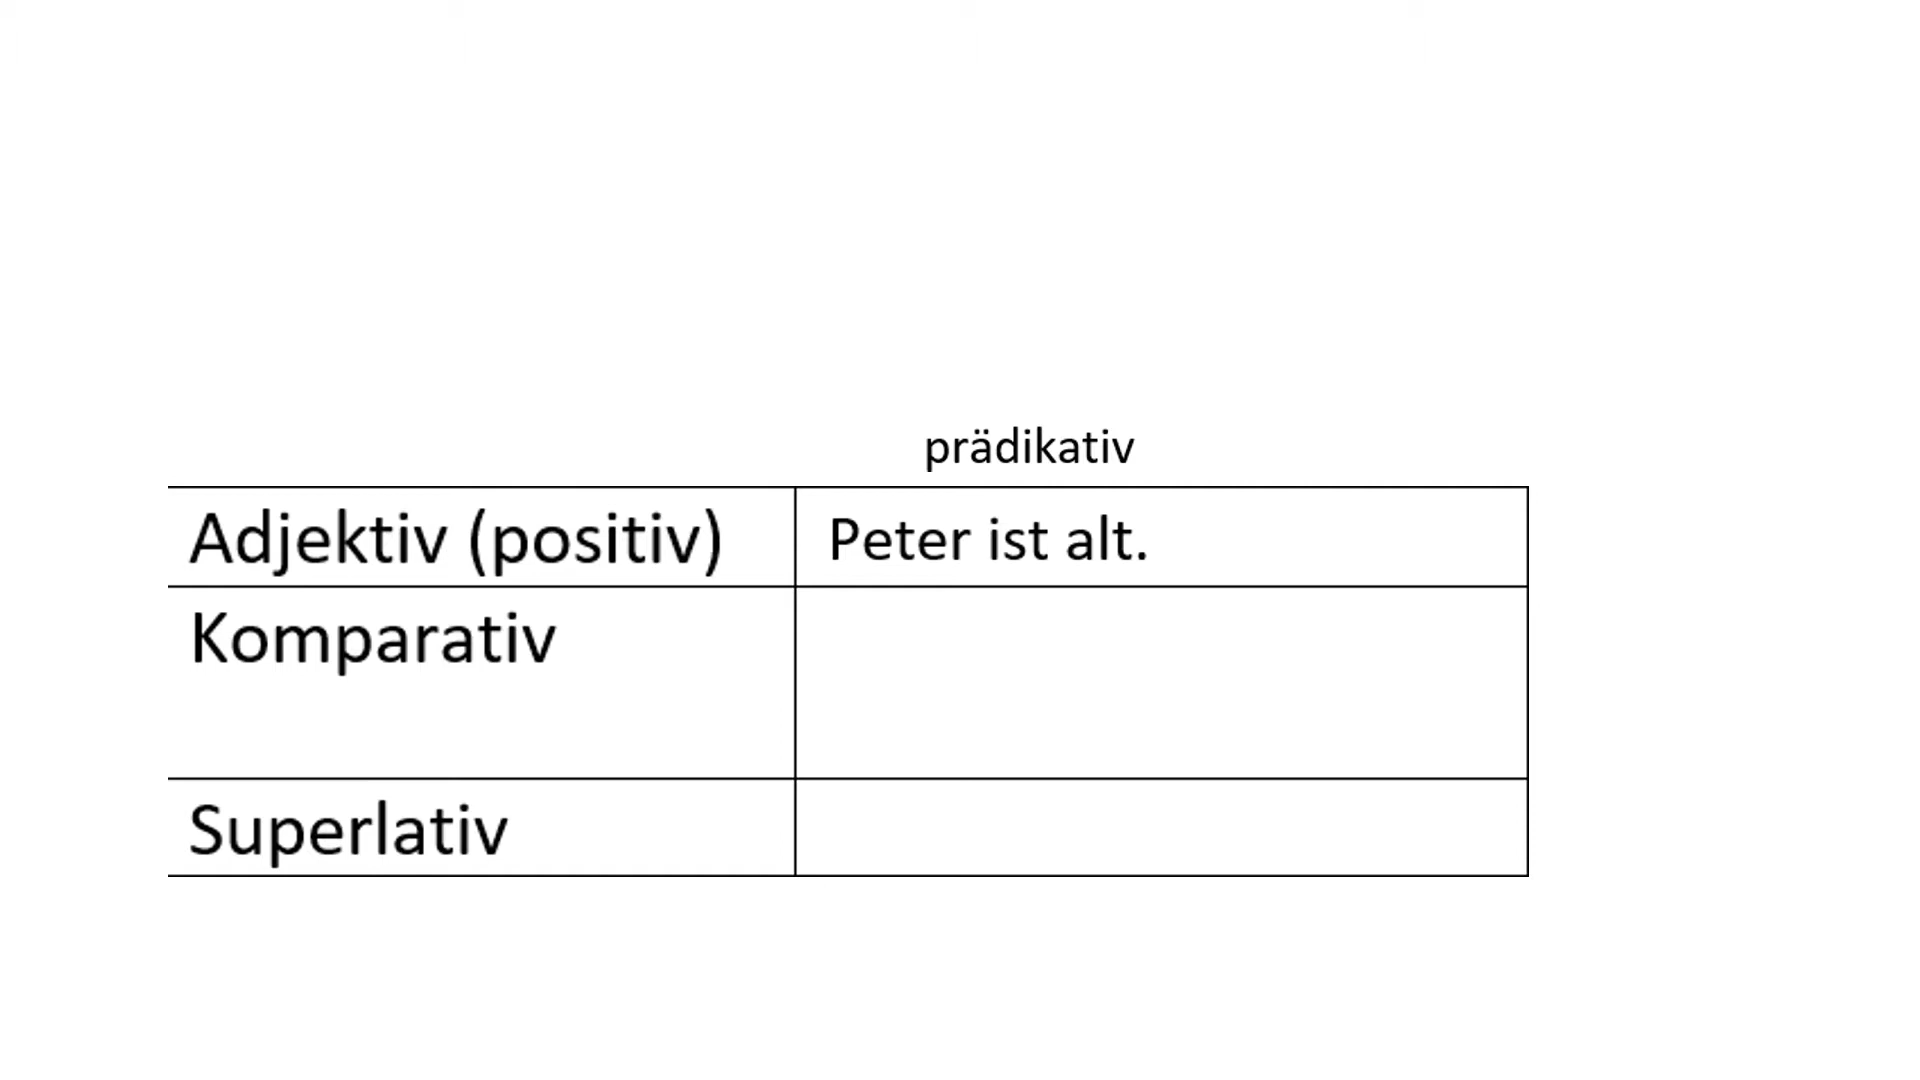 prädikativ
Adjektiv (positiv) Peter ist alt.
Komparativ
Superlativ